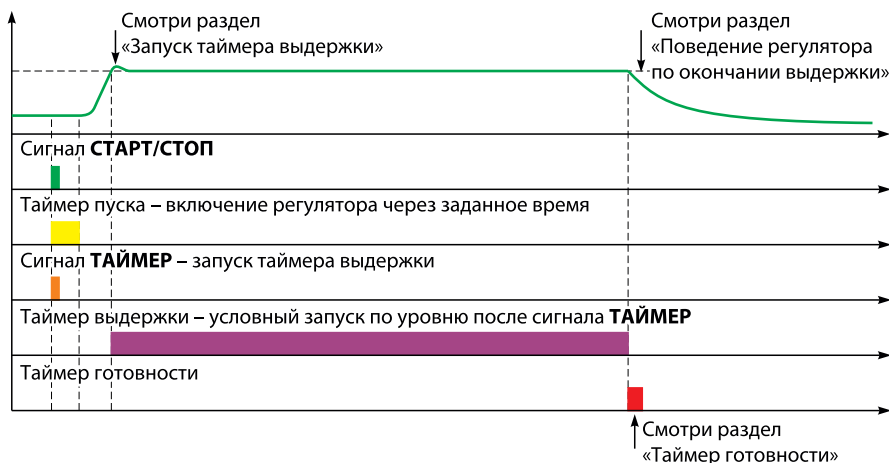 Смотри раздел
«Запуск таймера выдержки»
Смотри раздел
«Поведение регулятора
по окончании выдержки»
Сигнал СТАРТ/СТОП
Таймер пуска – включение регулятора через заданное время
Сигнал ТАЙМЕР – запуск таймера выдержки
Таймер выдержки – условный запуск по уровню после сигнала ТАЙМЕР
Таймер готовности
Смотри раздел
«Таймер готовности»